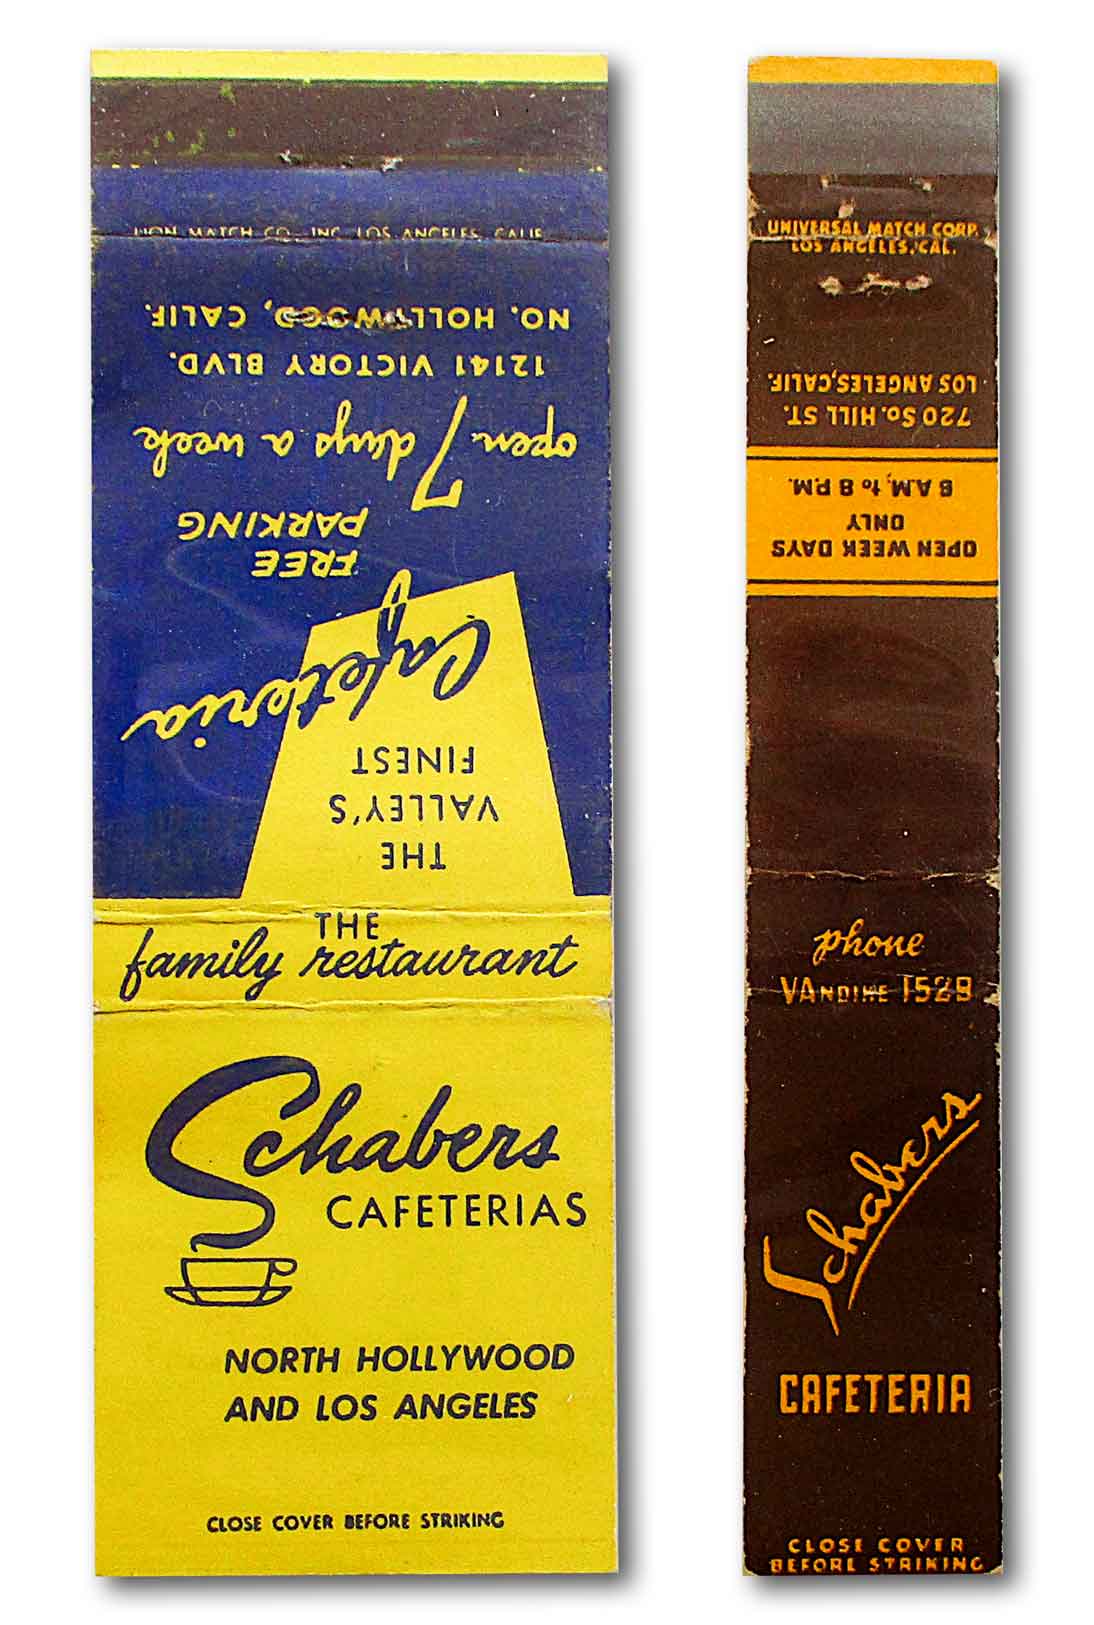 LION MATCH CO., INC. LOS ANGELES, CALIF.
THE
VALLEY'S
FINEST
Cafeteria
FREE
PARKING
open 7 days a week
12141 VICTORY BLVD.
NO. HOLLYWOOD, CALIF.
THE
family restaurant
Schabers
CAFETERIAS
NORTH HOLLYWOOD
AND LOS ANGELES
CLOSE COVER BEFORE STRIKING
UNIVERSAL MATCH CORP.
LOS ANGELES, CAL.
OPEN WEEK DAYS
ONLY
A.M. to 8 P.M.
720 So. HILL ST.
LOS ANGELES, CALIF.
phone
VANDIKE 1529
Schabers
CAFETERIA
CLOSE COVER
BEFORE STRIKING